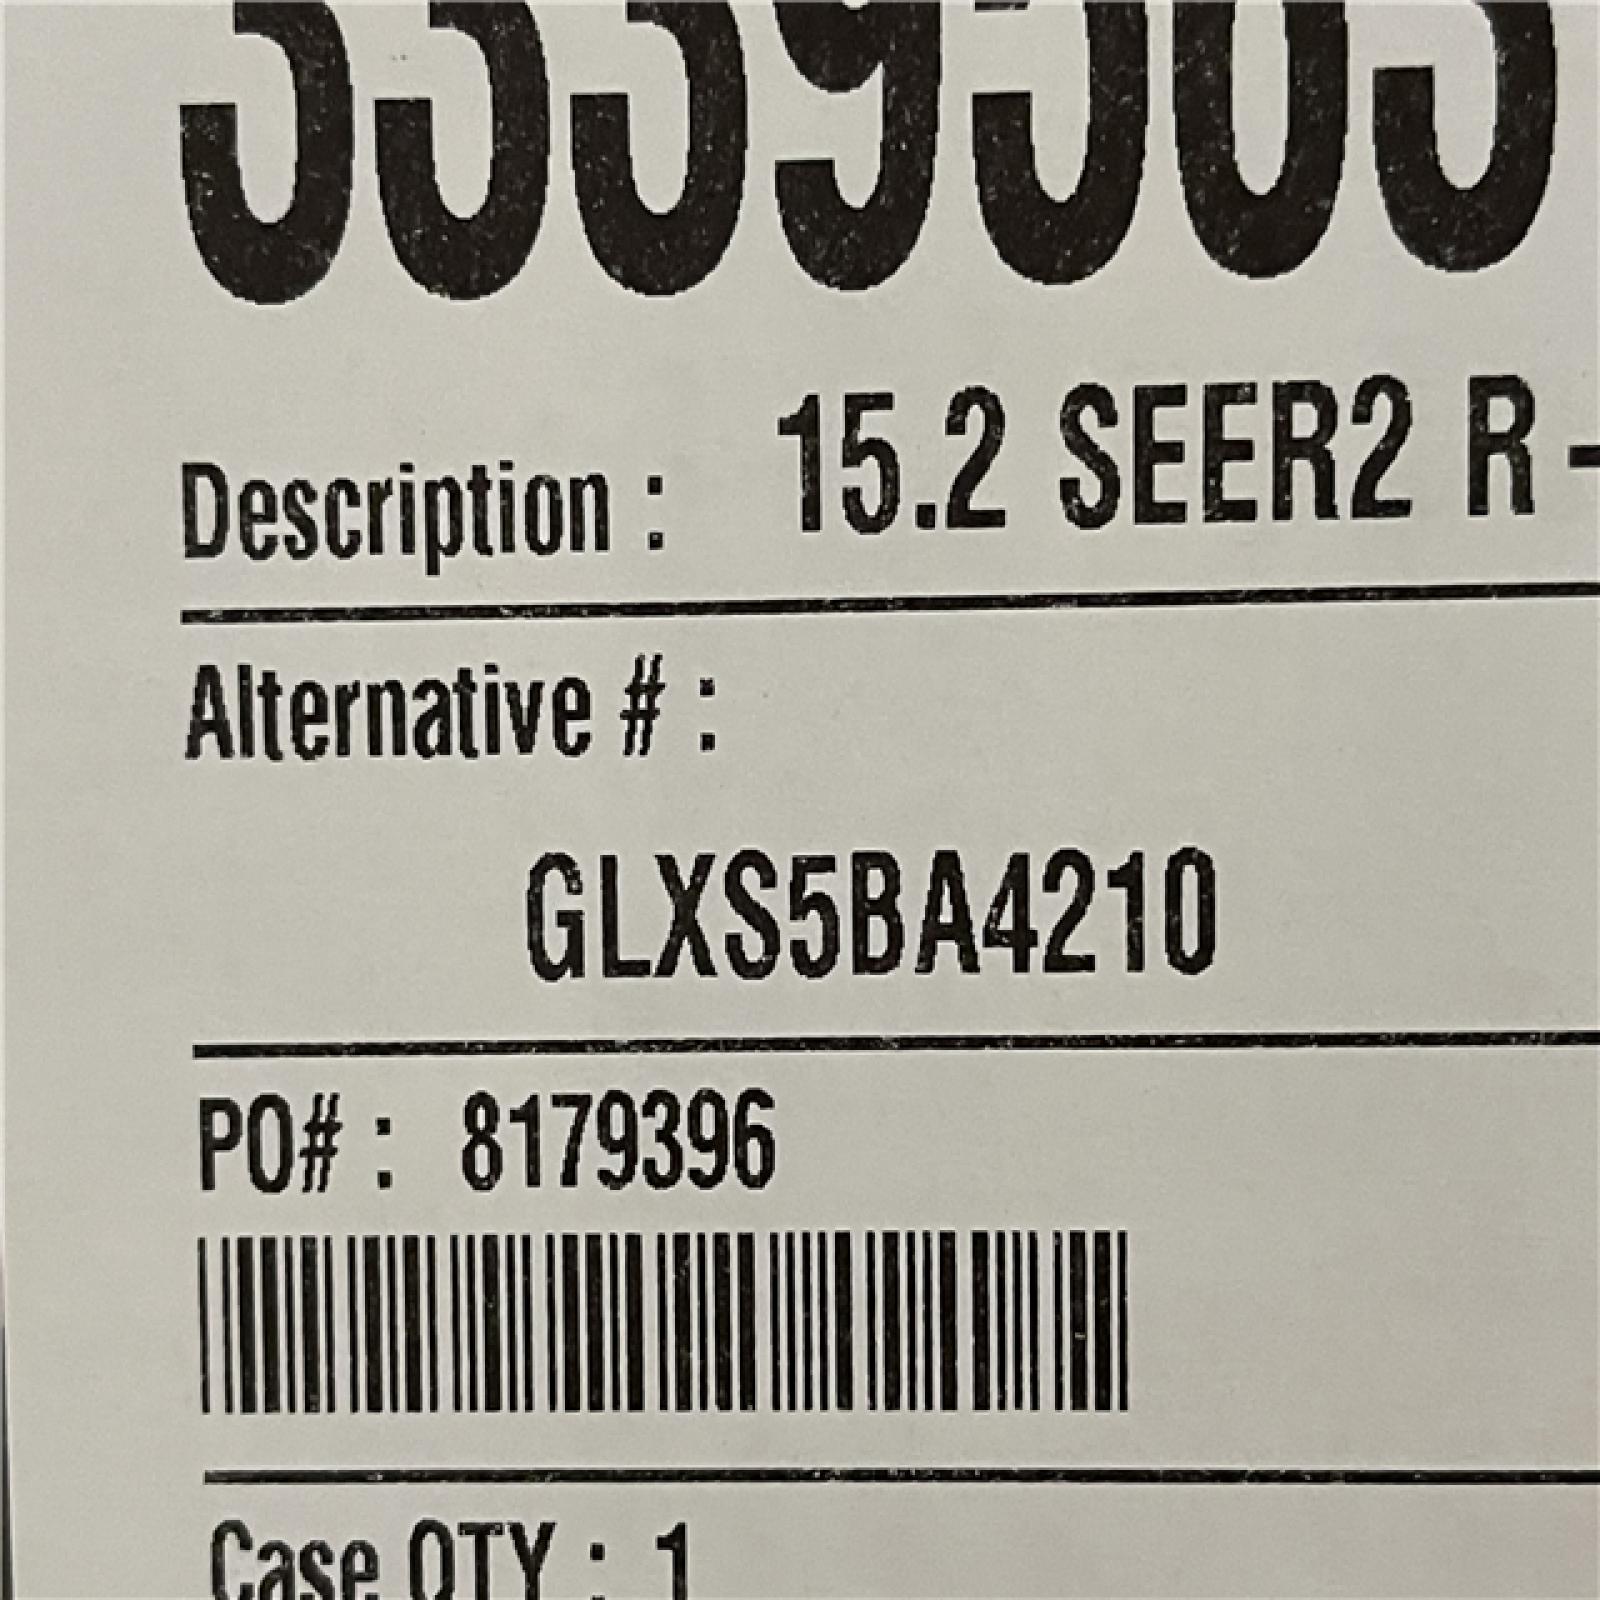 Description : 15.2 SEER2 R -
Alternative # :
GLXS5BA4210
PO# : 8179396
Case QTY : 1